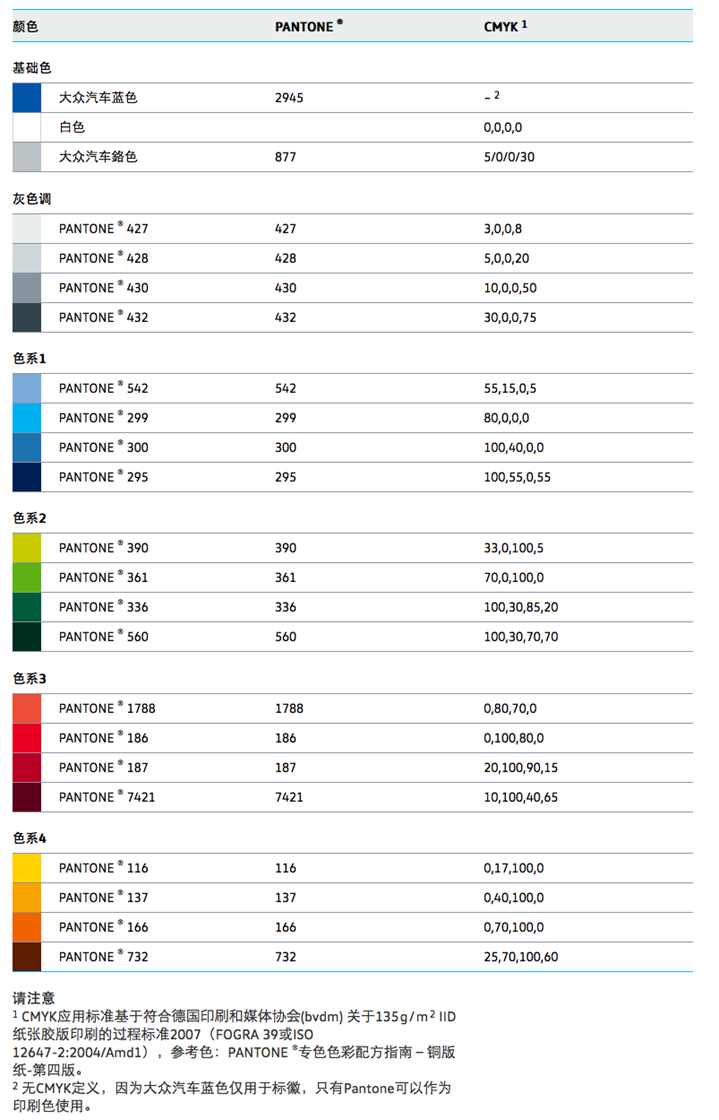 颜色 PANTONE ® CMYK 1
基础色
大众汽车蓝色 2945 – 2
白色 0,0,0,0
大众汽车鉻色 877 5/0/0/30
灰色调
PANTONE ® 427 427 3,0,0,8
PANTONE ® 428 428 5,0,0,20
PANTONE ® 430 430 10,0,0,50
PANTONE ® 432 432 30,0,0,75
色系1
PANTONE ® 542 542 55,15,0,5
PANTONE ® 299 299 80,0,0,0
PANTONE ® 300 300 100,40,0,0
PANTONE ® 295 295 100,55,0,55
色系2
PANTONE ® 390 390 33,0,100,5
PANTONE ® 361 361 70,0,100,0
PANTONE ® 336 336 100,30,85,20
PANTONE ® 560 560 100,30,70,70
色系3
PANTONE ® 1788 1788 0,80,70,0
PANTONE ® 186 186 0,100,80,0
PANTONE ® 187 187 20,100,90,15
PANTONE ® 7421 7421 10,100,40,65
色系4
PANTONE ® 116 116 0,17,100,0
PANTONE ® 137 137 0,40,100,0
PANTONE ® 166 166 0,70,100,0
PANTONE ® 732 732 25,70,100,60
请注意
1 CMYK应用标准基于符合德国印刷和媒体协会(bvdm) 关于135g/m2 IID
纸张胶版印刷的过程标准2007（FOGRA 39或ISO
12647-2:2004/Amd1），参考色：PANTONE ®专色色彩配方指南 – 铜版
纸-第四版。
2 无CMYK定义，因为大众汽车蓝色仅用于标徽，只有Pantone可以作为
印刷色使用。